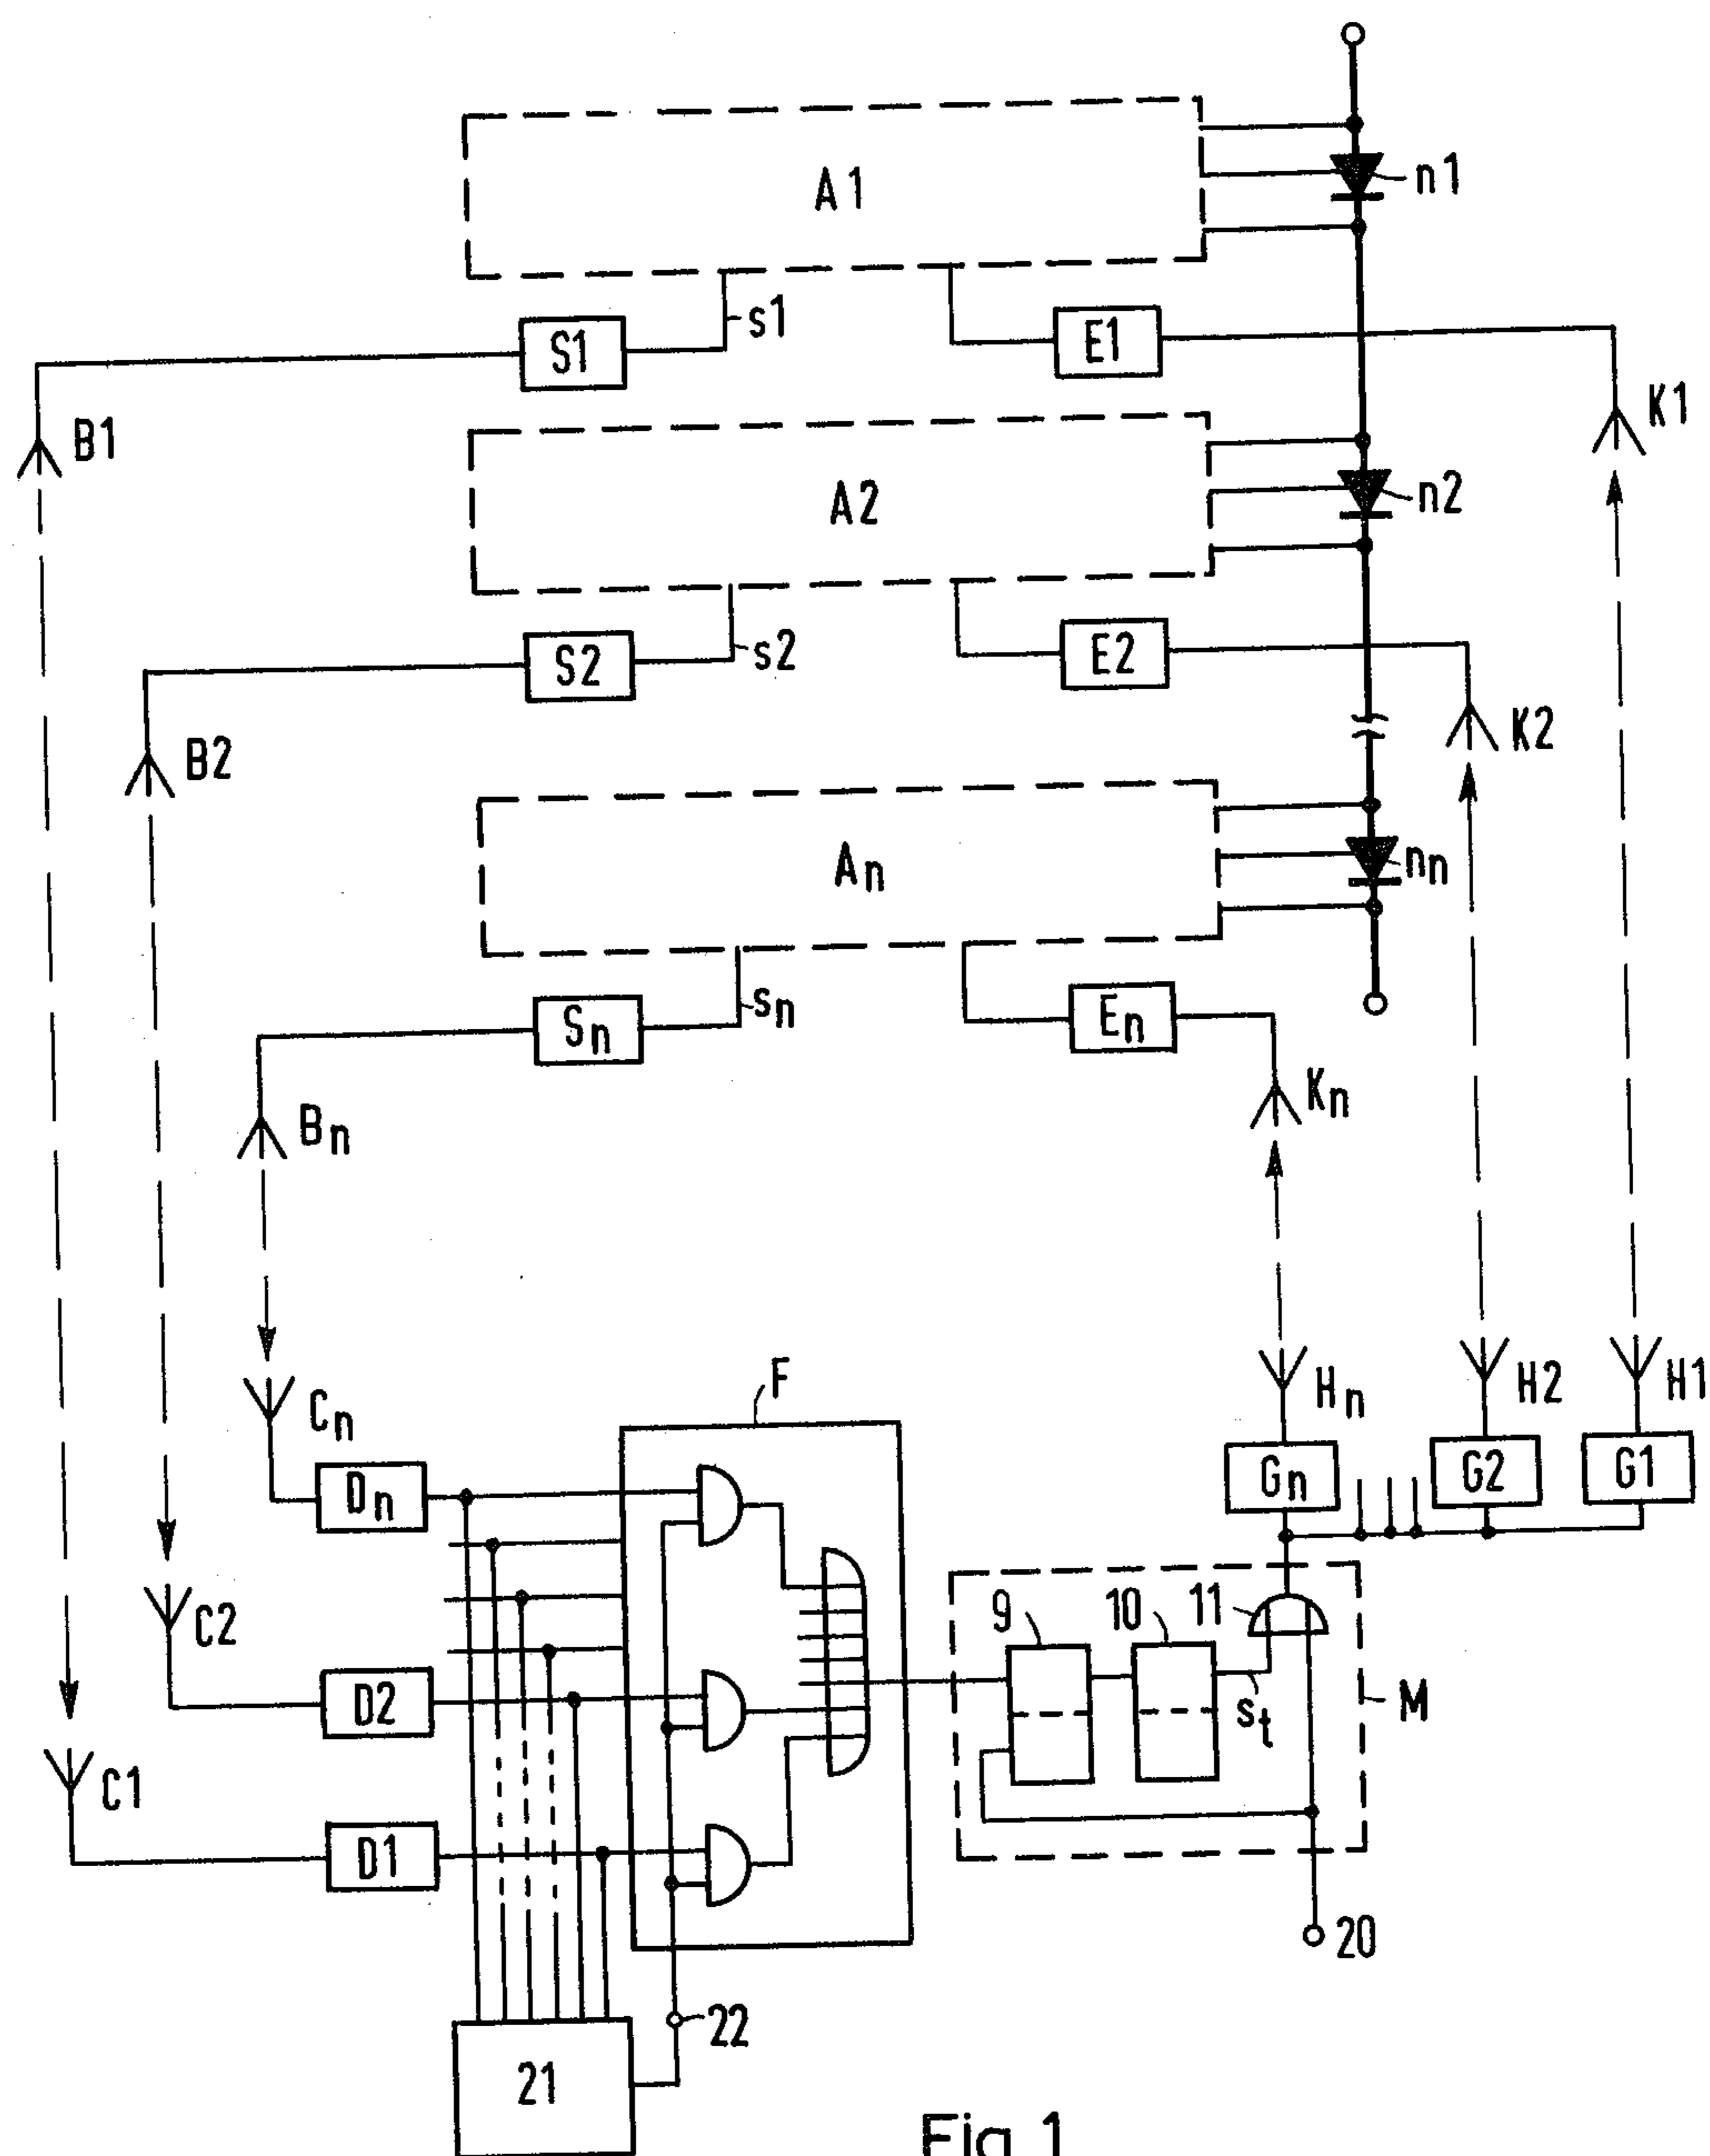 A1
n1
s1
S1
E1
B1
K1
A2
n2
s2
S2
E2
B2
K2
An
nn
sn
Sn
En
Bn
Kn
F
Cn
Hn
H2
H1
Dn
Gn
G2
G1
9
10
11
C2
D2
st
M
C1
D1
20
22
21
Fig. 1